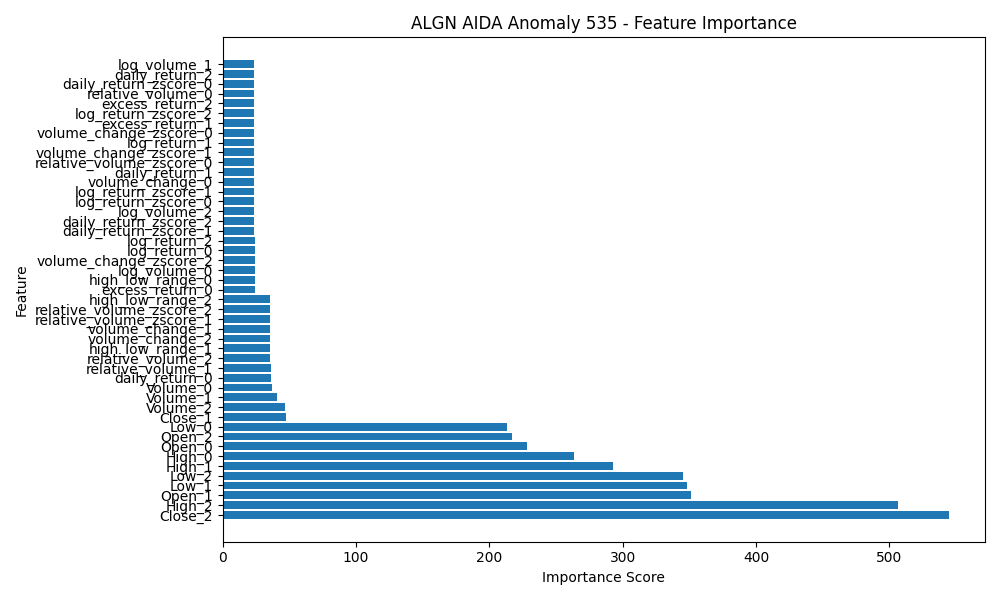 ALGN AIDA Anomaly 535 - Feature Importance
log_volume_1
daily_return_2
daily_return_zscore_0
relative_volume_0
excess_return_2
log_return_zscore_2
excess_return_1
volume_change_zscore_0
log_return_1
volume_change_zscore_1
relative_volume_zscore_0
daily_return_1
volume_change_0
log_return_zscore_1
log_return_zscore_0
log_volume_2
daily_return_zscore_2
daily_return_zscore_1
log_return_2
log_return_0
volume_change_zscore_2
log_volume_0
high_low_range_0
excess_return_0
high_low_range_2
relative_volume_zscore_2
relative_volume_zscore_1
volume_change_1
volume_change_2
high_low_range_1
relative_volume_2
relative_volume_1
daily_return_0
Volume_0
Volume_1
Volume_2
Close_1
Low_0
Open_2
Open_0
High_0
High_1
Low_2
Low_1
Open_1
High_2
Close_2
Feature
0 100 200 300 400 500
Importance Score